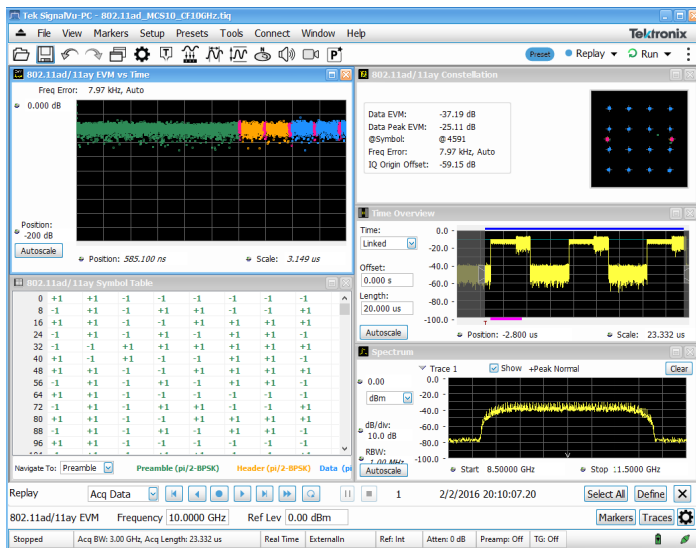 Tek SignalVu-PC - 802.11ad_MCS10_CF10GHz.tiq
File View Markers Setup Presets Tools Connect Window Help
Tektronix
T P Preset Replay Run
802.11ad/11ay EVM vs Time
Freq Error: 7.97 kHz, Auto
0.000 dB
Position:
-200 dB
Autoscale
Position: 585.100 ns Scale: 3.149 us
802.11ad/11ay Constellation
Data EVM: -37.19 dB
Data Peak EVM: -25.11 dB
@Symbol: @4591
Freq Error: 7.97 kHz, Auto
IQ Origin Offset: -59.15 dB
Time Overview
Time:
Linked
Offset:
0.000 s
Length:
20.000 us
Autoscale
0.0
-20.0
-40.0
-60.0
-80.0
-100.0
T
Position: -2.800 us Scale: 23.332 us
802.11ad/11ay Symbol Table
0 +1 +1 -1 -1 -1 -1 -1 -1
8 -1 +1 -1 +1 +1 -1 -1 +1
16 +1 +1 -1 -1 +1 +1 +1 +1
24 -1 +1 -1 +1 -1 +1 +1 -1
32 -1 -1 +1 +1 +1 +1 +1 +1
40 +1 -1 +1 -1 -1 +1 +1 -1
48 +1 +1 -1 -1 -1 +1 -1 -1
56 -1 +1 -1 +1 -1 -1 +1 +1
64 +1 +1 -1 -1 -1 +1 -1 -1
72 -1 +1 -1 +1 -1 -1 -1 +1
80 +1 +1 -1 -1 +1 +1 +1 +1
88 -1 +1 -1 +1 -1 +1 +1 -1
96 +1 +1 -1 -1 -1 -1 -1 -1
Navigate To: Preamble Preamble (pi/2-BPSK) Header (pi/2-BPSK) Data (pi
Spectrum
Trace 1 Show +Peak Normal Clear
0.00
dBm
dB/div:
10.0 dB
RBW:
1.00 MHz
Autoscale
0.0
-20.0
-40.0
-60.0
-80.0
-100.0
Start 8.50000 GHz Stop 11.5000 GHz
Replay Acq Data 1 2/2/2016 20:10:07.20 Select All Define
802.11ad/11ay EVM Frequency 10.0000 GHz Ref Lev 0.00 dBm Markers Traces
Stopped Acq BW: 3.00 GHz, Acq Length: 23.332 us Real Time ExternalIn Ref: Int Atten: 0 dB Preamp: Off TG: Off